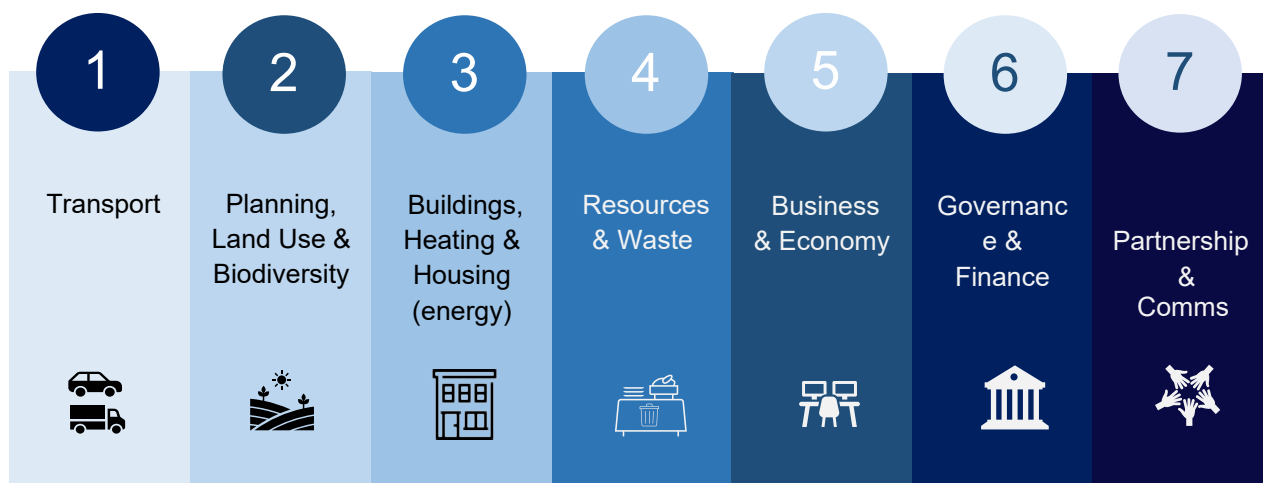 1
Transport
2
Planning,
Land Use &
Biodiversity
3
Buildings,
Heating &
Housing
(energy)
4
Resources
& Waste
5
Business
& Economy
6
Governanc
e &
Finance
7
Partnership
&
Comms